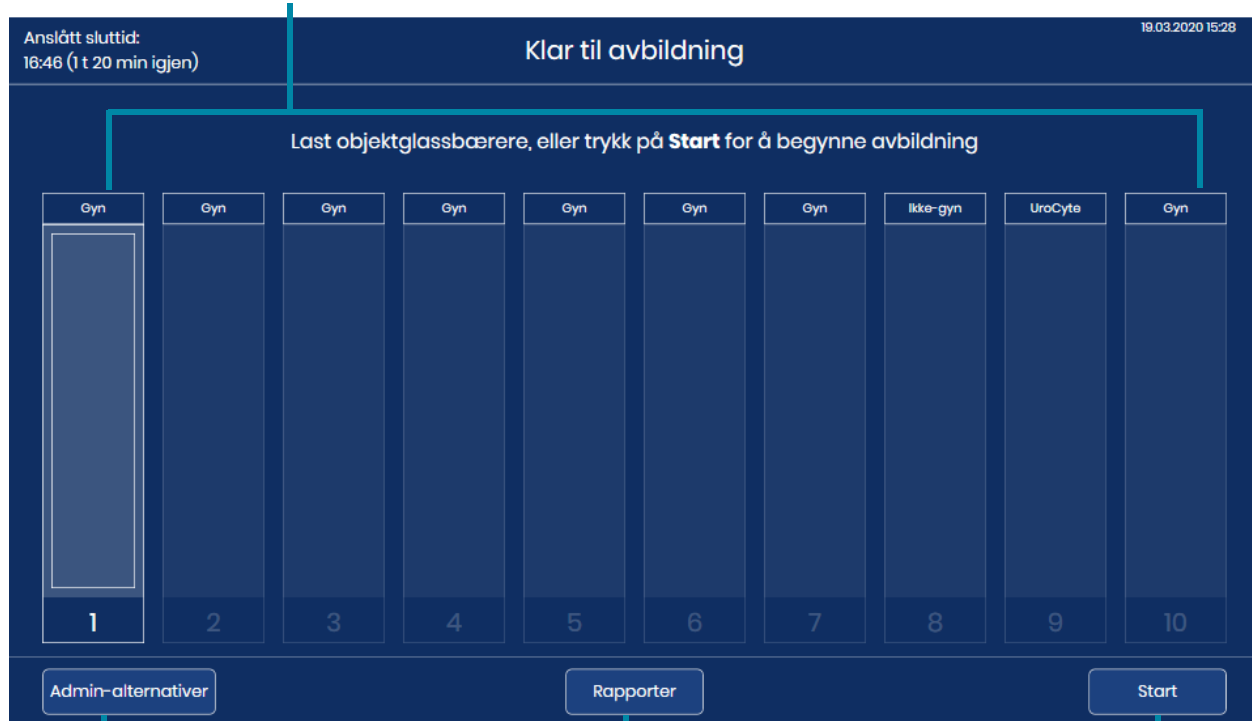 Anslått sluttid:
16:46 (1 t 20 min igjen)
Klar til avbildning
19.03.2020 15:28
Last objektglassbærere, eller trykk på Start for å begynne avbildning
Gyn Gyn Gyn Gyn Gyn Gyn Gyn Ikke-gyn UroCyte Gyn
1 2 3 4 5 6 7 8 9 10
Admin-alternativer Rapporter Start